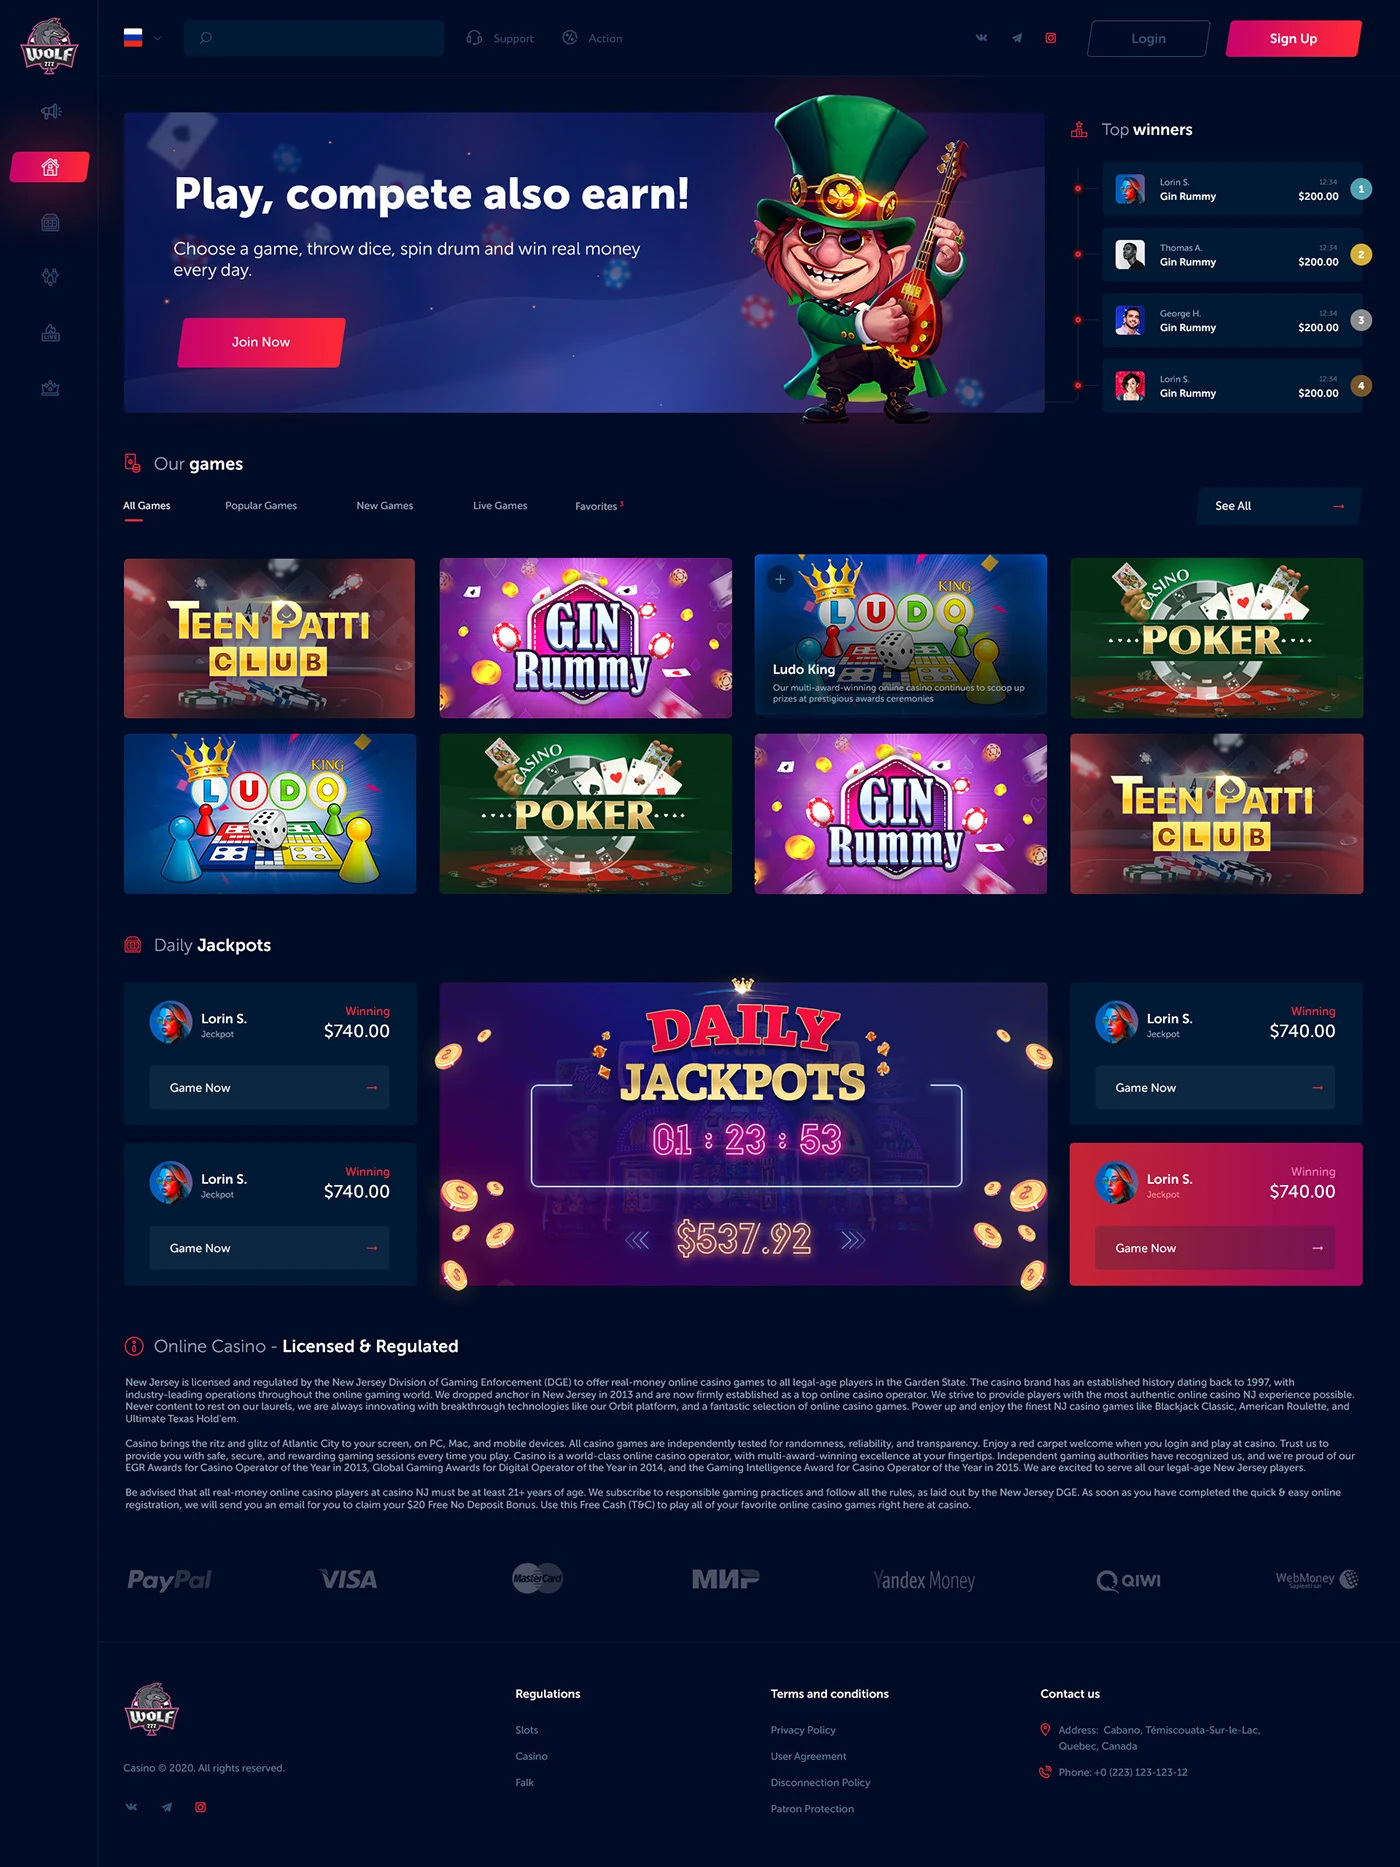 WOLF
777
Support
Action
Login
Sign Up
Play, compete also earn!
Choose a game, throw dice, spin drum and win real money
every day.
Join Now
Top winners
Lorin S.
12:34
Gin Rummy
$200.00
1
Thomas A.
12:34
Gin Rummy
$200.00
2
George H.
12:34
Gin Rummy
$200.00
3
Lorin S.
12:34
Gin Rummy
$200.00
4
LIVE
Our games
All Games
Popular Games
New Games
Live Games
Favorites 3
See All
TEEN PATTI
CLUB
GIN
Rummy
KING
LUDO
Ludo King
Our multi-award-winning online casino continues to scoop up
prizes at prestigious awards ceremonies
CASINO
POKER
KING
LUDO
CASINO
POKER
GIN
Rummy
TEEN PATTI
CLUB
Daily Jackpots
Lorin S.
Jeckpot
Winning
$740.00
Game Now
Lorin S.
Jeckpot
Winning
$740.00
Game Now
DAILY
JACKPOTS
01 : 23 : 53
$537.92
Lorin S.
Jeckpot
Winning
$740.00
Game Now
Lorin S.
Jeckpot
Winning
$740.00
Game Now
Online Casino - Licensed & Regulated
New Jersey is licensed and regulated by the New Jersey Division of Gaming Enforcement (DGE) to offer real-money online casino games to all legal-age players in the Garden State. The casino brand has an established history dating back to 1997, with
industry-leading operations throughout the online gaming world. We dropped anchor in New Jersey in 2013 and are now firmly established as a top online casino operator. We strive to provide players with the most authentic online casino NJ experience possible.
Never content to rest on our laurels, we are always innovating with breakthrough technologies like our Orbit platform, and a fantastic selection of online casino games. Power up and enjoy the finest NJ casino games like Blackjack Classic, American Roulette, and
Ultimate Texas Hold'em.
Casino brings the ritz and glitz of Atlantic City to your screen, on PC, Mac, and mobile devices. All casino games are independently tested for randomness, reliability, and transparency. Enjoy a red carpet welcome when you login and play at casino. Trust us to
provide you with safe, secure, and rewarding gaming sessions every time you play. Casino is a world-class online casino operator, with multi-award-winning excellence at your fingertips. Independent gaming authorities have recognized us, and we're proud of our
EGR Awards for Casino Operator of the Year in 2013, Global Gaming Awards for Digital Operator of the Year in 2014, and the Gaming Intelligence Award for Casino Operator of the Year in 2015. We are excited to serve all our legal-age New Jersey players.
Be advised that all real-money online casino players at casino NJ must be at least 21+ years of age. We subscribe to responsible gaming practices and follow all the rules, as laid out by the New Jersey DGE. As soon as you have completed the quick & easy online
registration, we will send you an email for you to claim your $20 Free No Deposit Bonus. Use this Free Cash (T&C) to play all of your favorite online casino games right here at casino.
PayPal
VISA
MasterCard
МИР
Yandex Money
QIWI
WebMoney
Sapienti sat
WOLF
777
Casino © 2020. All rights reserved.
Regulations
Slots
Casino
Falk
Terms and conditions
Privacy Policy
User Agreement
Disconnection Policy
Patron Protection
Contact us
Address: Cabano, Témiscouata-Sur-le-Lac,
Quebec, Canada
Phone: +0 (223) 123-123-12